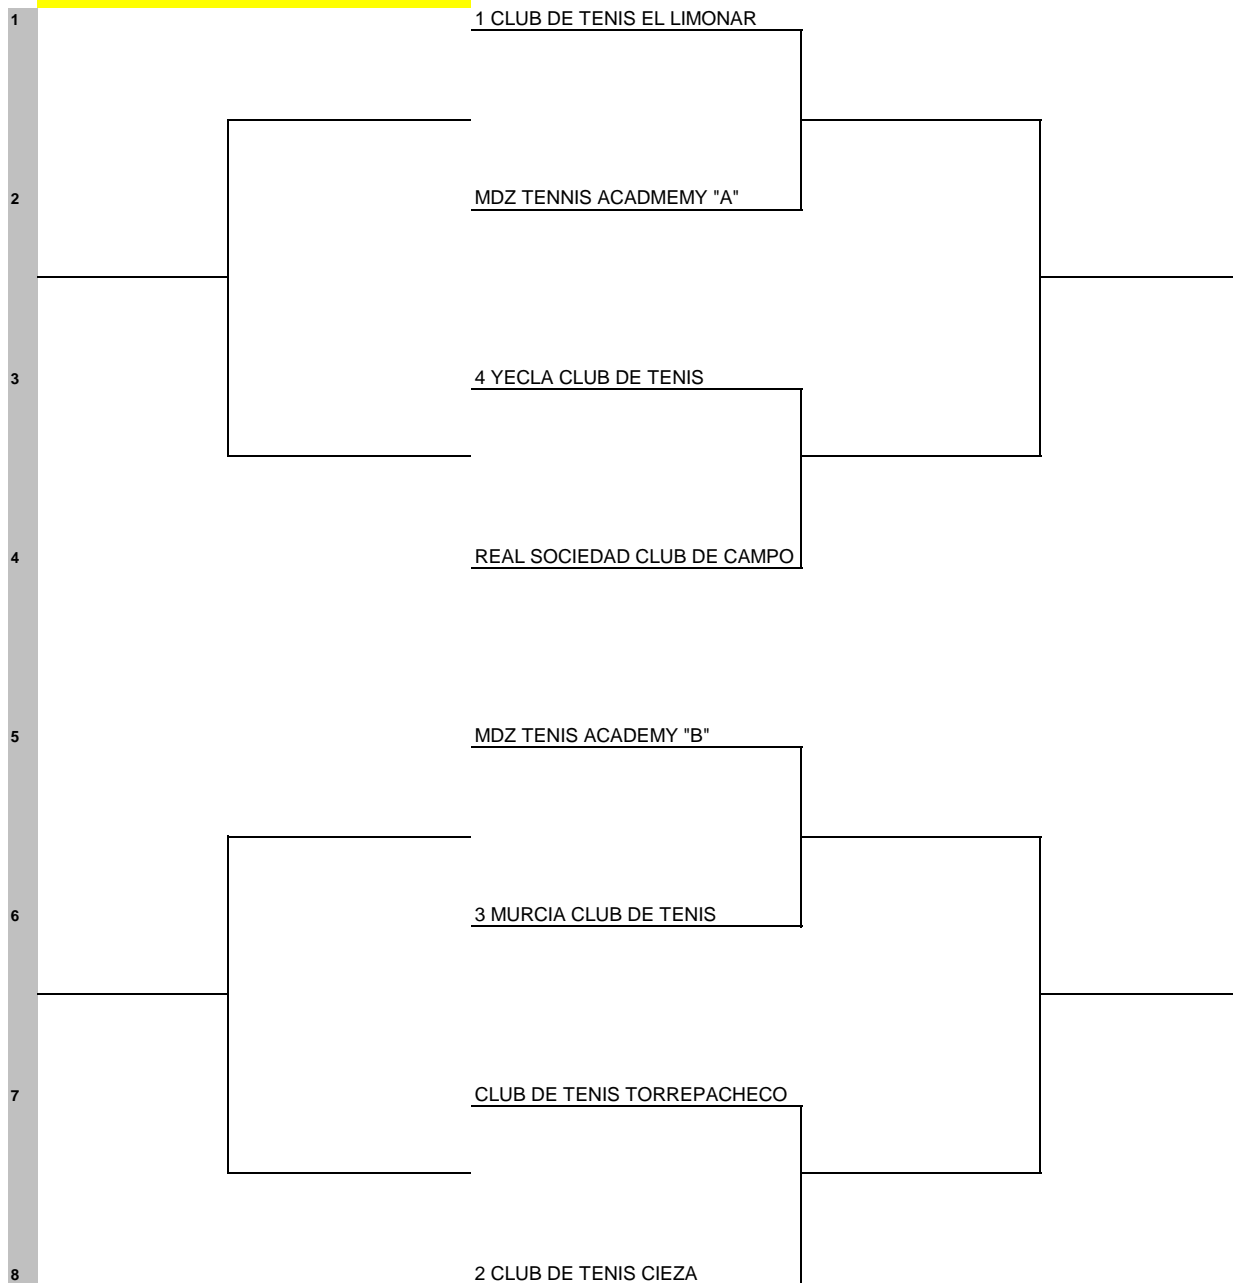 1 1 CLUB DE TENIS EL LIMONAR
2 MDZ TENNIS ACADMEMY "A"
3 4 YECLA CLUB DE TENIS
4 REAL SOCIEDAD CLUB DE CAMPO
5 MDZ TENIS ACADEMY "B"
6 3 MURCIA CLUB DE TENIS
7 CLUB DE TENIS TORREPACHECO
8 2 CLUB DE TENIS CIEZA